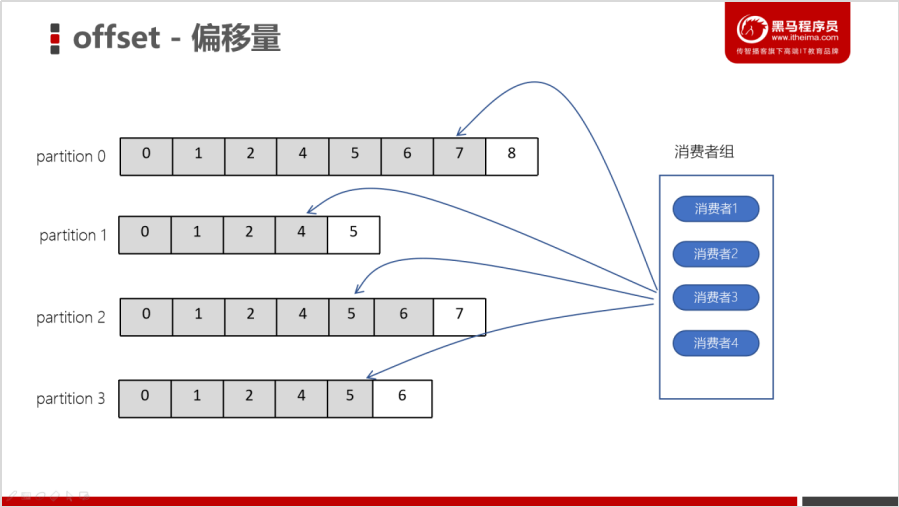 offset - 偏移量
黑马程序员
www.itheima.com
传智播客旗下高端IT教育品牌
消费者组
partition 0 0 1 2 4 5 6 7 8
消费者1
partition 1 0 1 2 4 5
消费者2
消费者3
partition 2 0 1 2 4 5 6 7
消费者4
partition 3 0 1 2 4 5 6